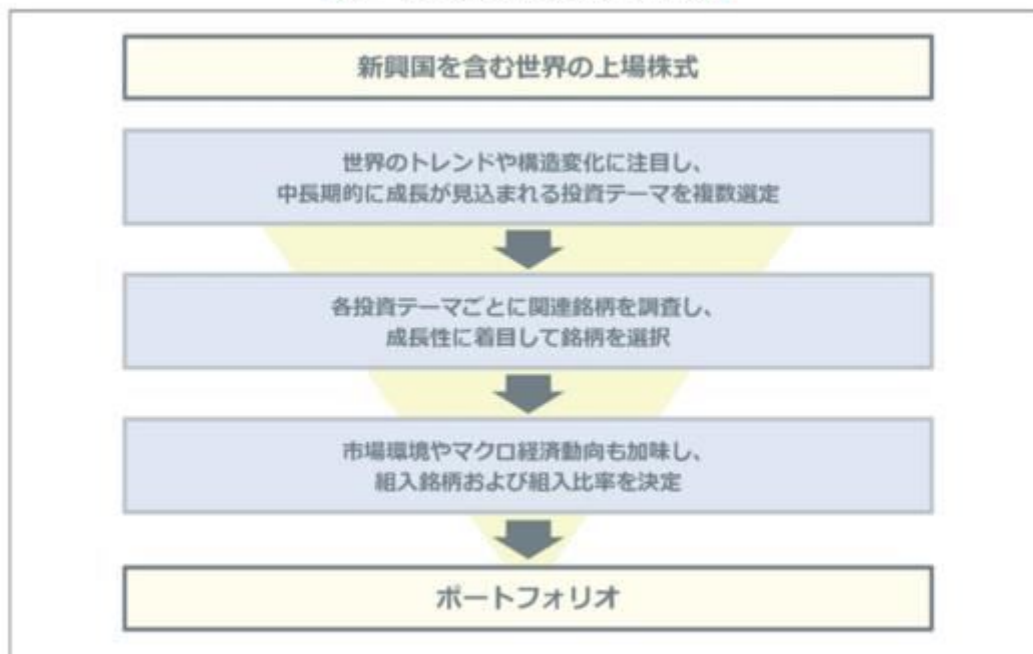 新興国を含む世界の上場株式
世界のトレンドや構造変化に注目し、
中長期的に成長が見込まれる投資テーマを複数選定
各投資テーマごとに関連銘柄を調査し、
成長性に着目して銘柄を選択
市場環境やマクロ経済動向も加味し、
組入銘柄および組入比率を決定
ポートフォリオ